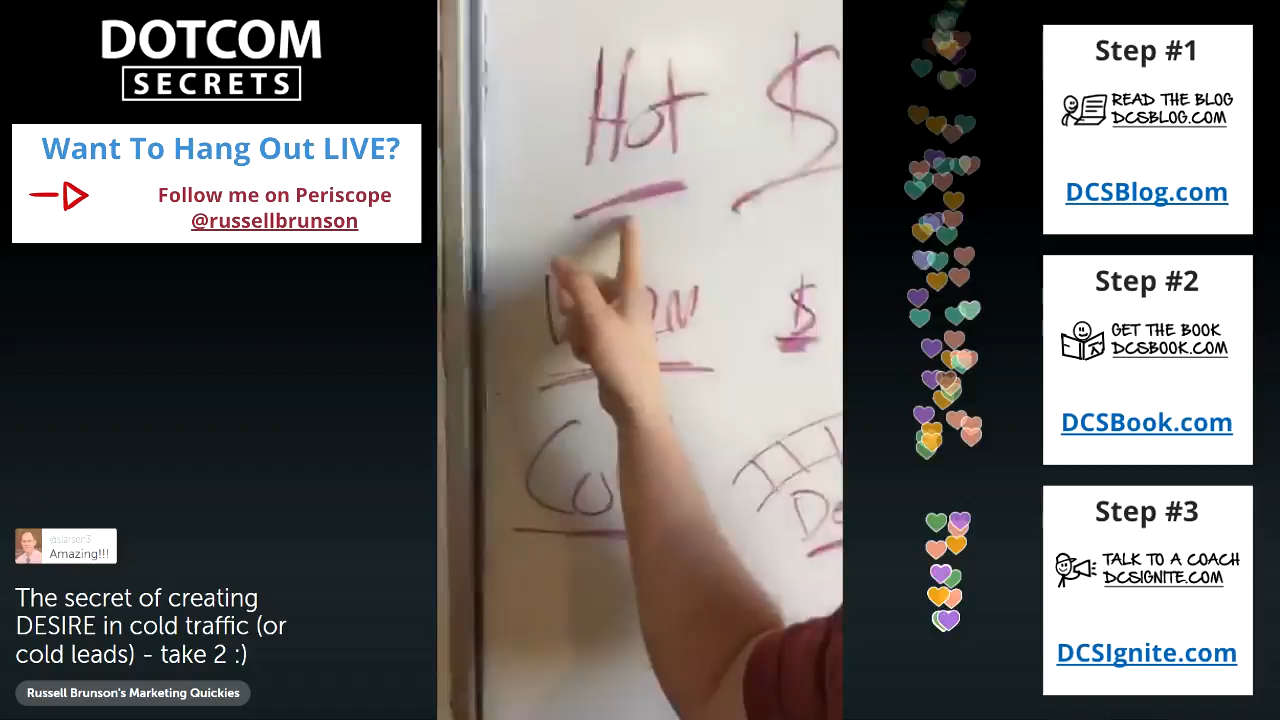 DOTCOM
SECRETS
Want To Hang Out LIVE?
Follow me on Periscope
@russellbrunson
@slarsen3
Amazing!!!
The secret of creating
DESIRE in cold traffic (or
cold leads) - take 2 :)
Russell Brunson's Marketing Quickies
Hot $
$
Step #1
READ THE BLOG
DCSBLOG.COM
DCSBlog.com
Step #2
GET THE BOOK
DCSBOOK.COM
DCSBook.com
Step #3
TALK TO A COACH
DCSIGNITE.COM
DCSIgnite.com